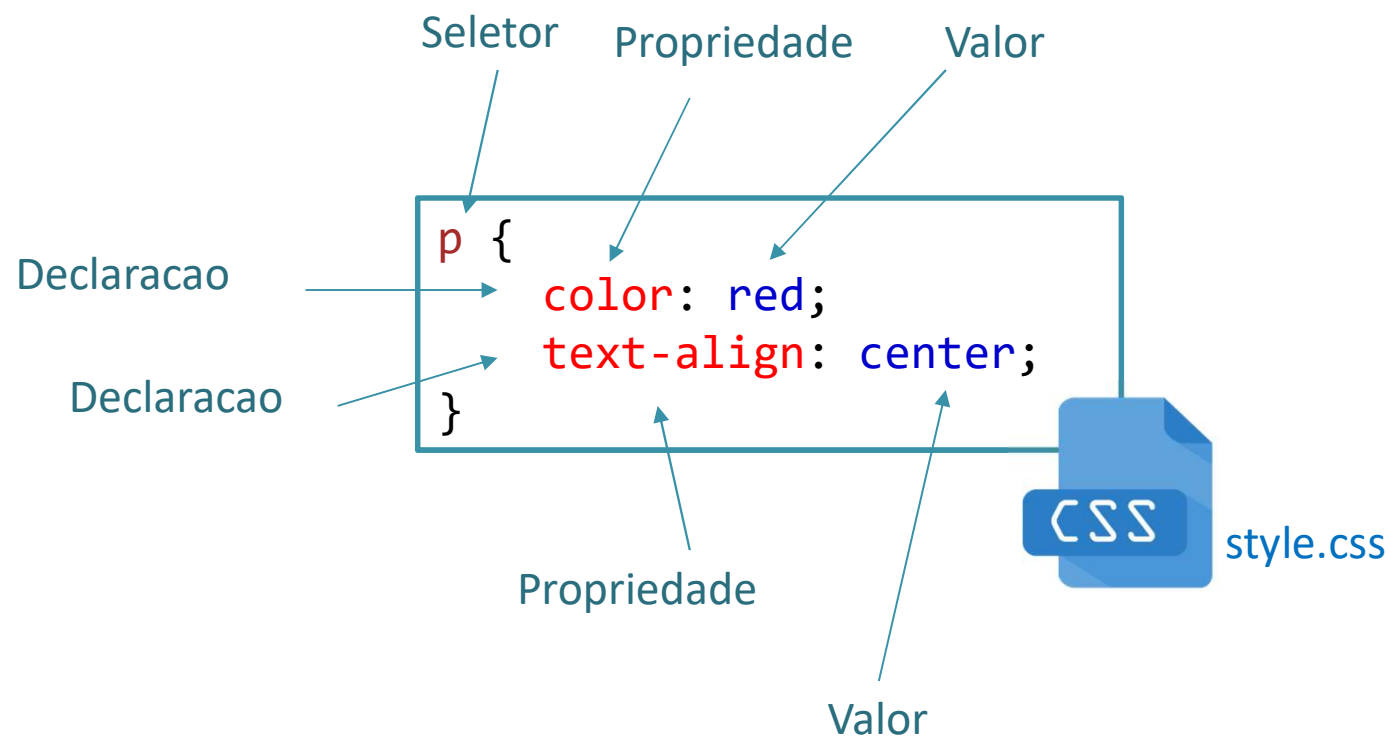 Seletor
Propriedade
Valor
p {
Declaracao
color: red;
text-align: center;
Declaracao
}
CSS
style.css
Propriedade
Valor